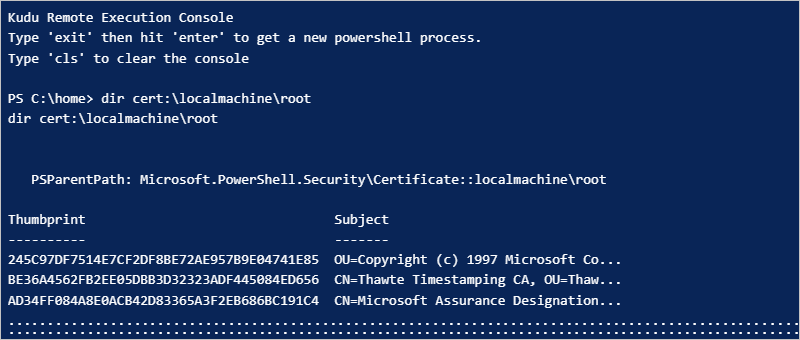 Kudu Remote Execution Console
Type 'exit' then hit 'enter' to get a new powershell process.
Type 'cls' to clear the console
PS C:\home> dir cert:\localmachine\root
dir cert:\localmachine\root
PSParentPath: Microsoft.PowerShell.Security\Certificate::localmachine\root
Thumbprint Subject
---------- -------
245C97DF7514E7CF2DF8BE72AE957B9E04741E85 OU=Copyright (c) 1997 Microsoft Co...
BE36A4562FB2EE05DBB3D32323ADF445084ED656 CN=Thawte Timestamping CA, OU=Thaw...
AD34FF084A8E0ACB42D83365A3F2EB686BC191C4 CN=Microsoft Assurance Designation...